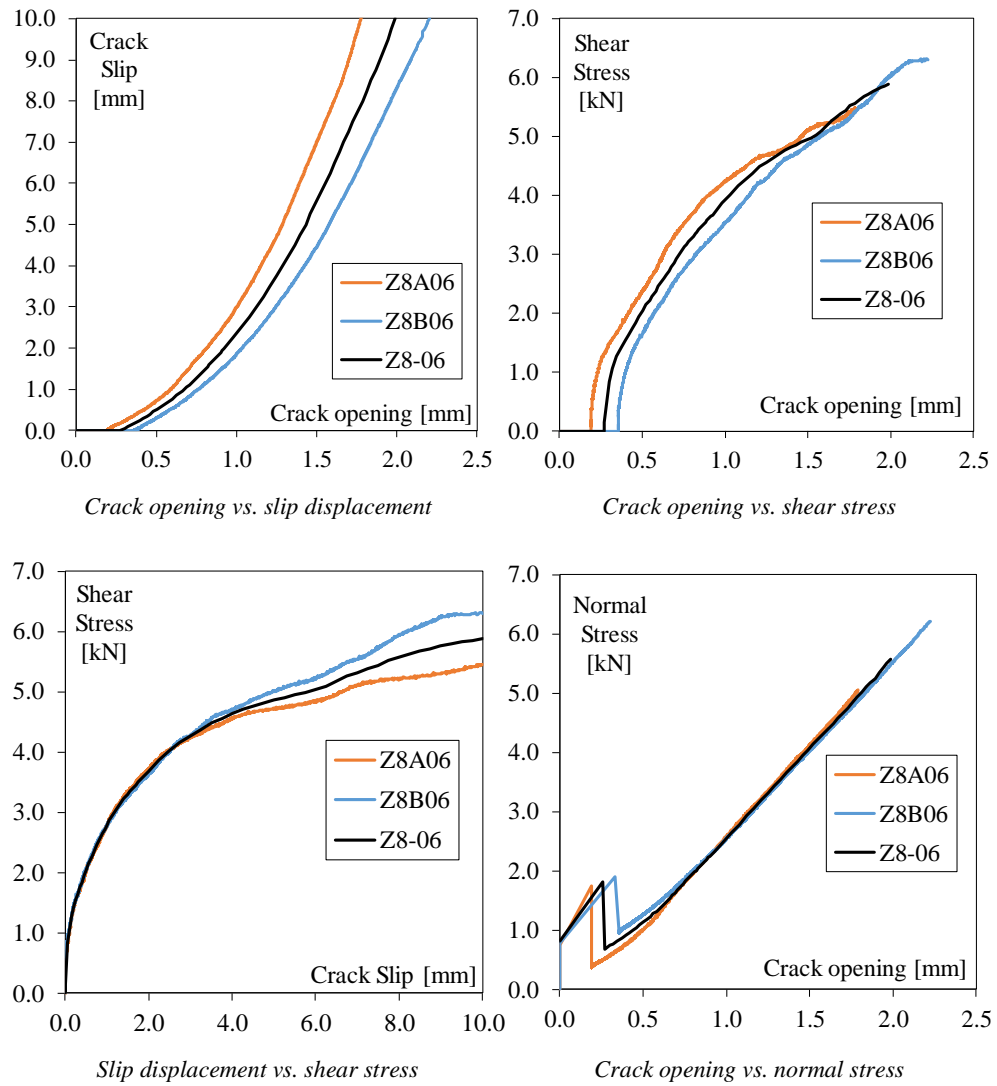 10.0
9.0
8.0
7.0
6.0
5.0
4.0
3.0
2.0
1.0
0.0
Crack
Slip
[mm]
Z8A06
Z8B06
Z8-06
Crack opening [mm]
0.0 0.5 1.0 1.5 2.0 2.5
Crack opening vs. slip displacement
7.0
6.0
5.0
4.0
3.0
2.0
1.0
0.0
Shear
Stress
[kN]
Z8A06
Z8B06
Z8-06
Crack opening [mm]
0.0 0.5 1.0 1.5 2.0 2.5
Crack opening vs. shear stress
7.0
6.0
5.0
4.0
3.0
2.0
1.0
0.0
Shear
Stress
[kN]
Z8A06
Z8B06
Z8-06
Crack Slip [mm]
0.0 2.0 4.0 6.0 8.0 10.0
Slip displacement vs. shear stress
7.0
6.0
5.0
4.0
3.0
2.0
1.0
0.0
Normal
Stress
[kN]
Z8A06
Z8B06
Z8-06
Crack opening [mm]
0.0 0.5 1.0 1.5 2.0 2.5
Crack opening vs. normal stress